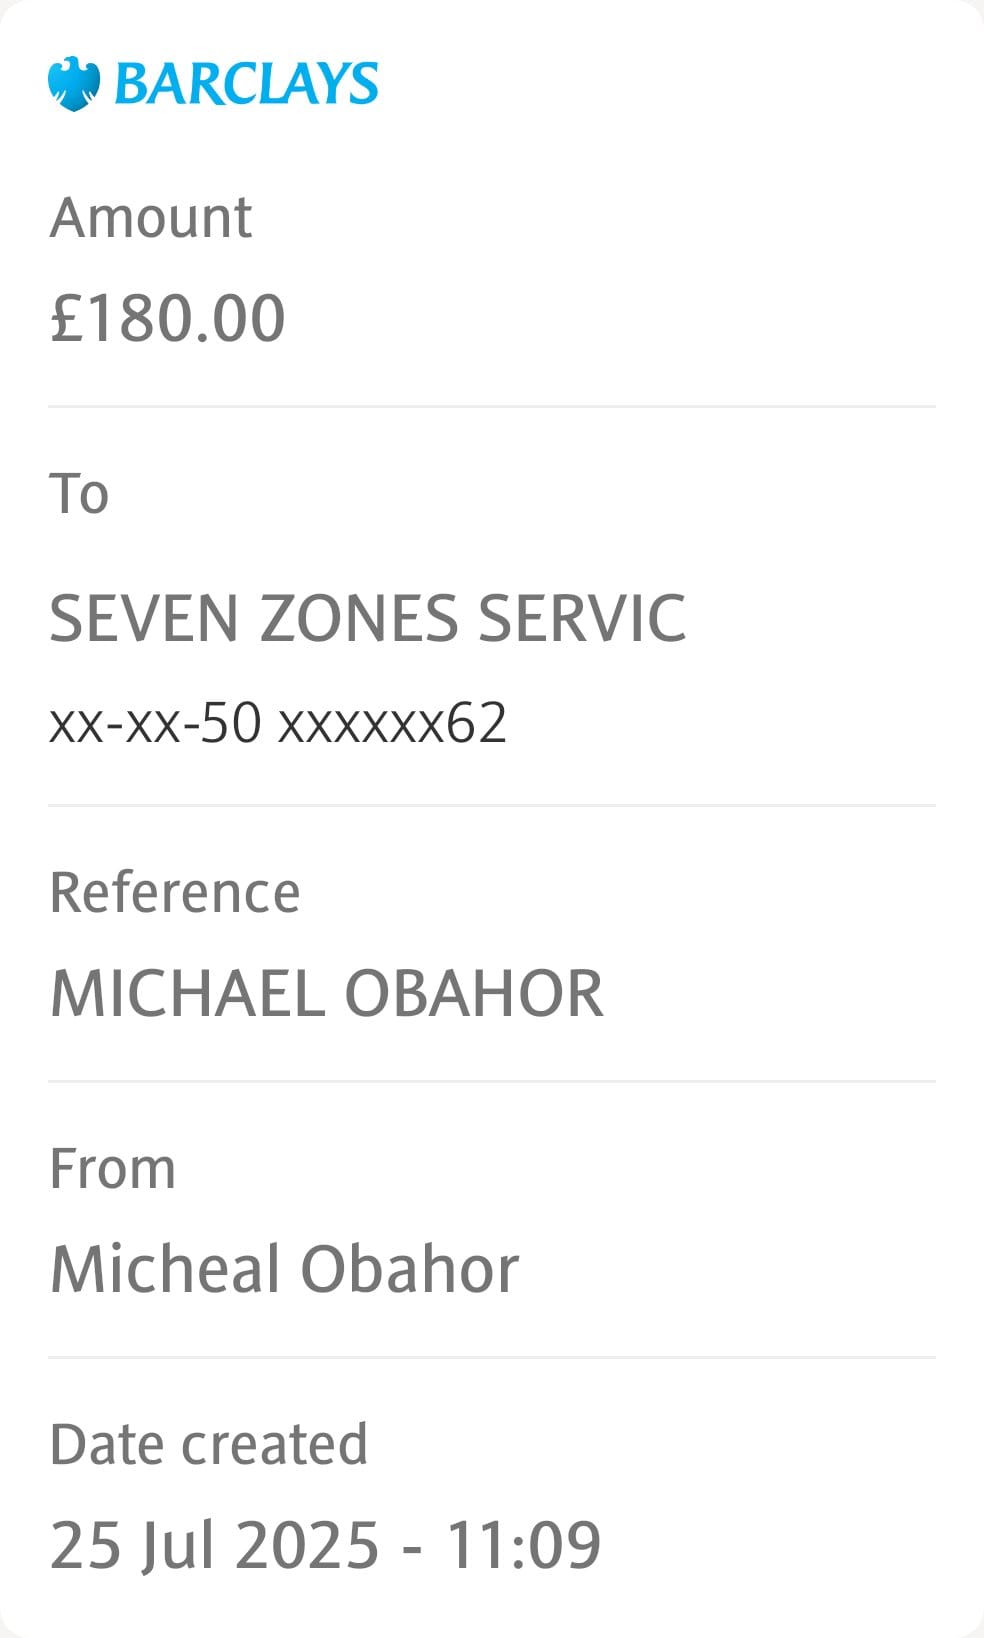 BARCLAYS
Amount
£180.00
To
SEVEN ZONES SERVIC
xx-xx-50 xxxxxx62
Reference
MICHAEL OBAHOR
From
Micheal Obahor
Date created
25 Jul 2025 - 11:09